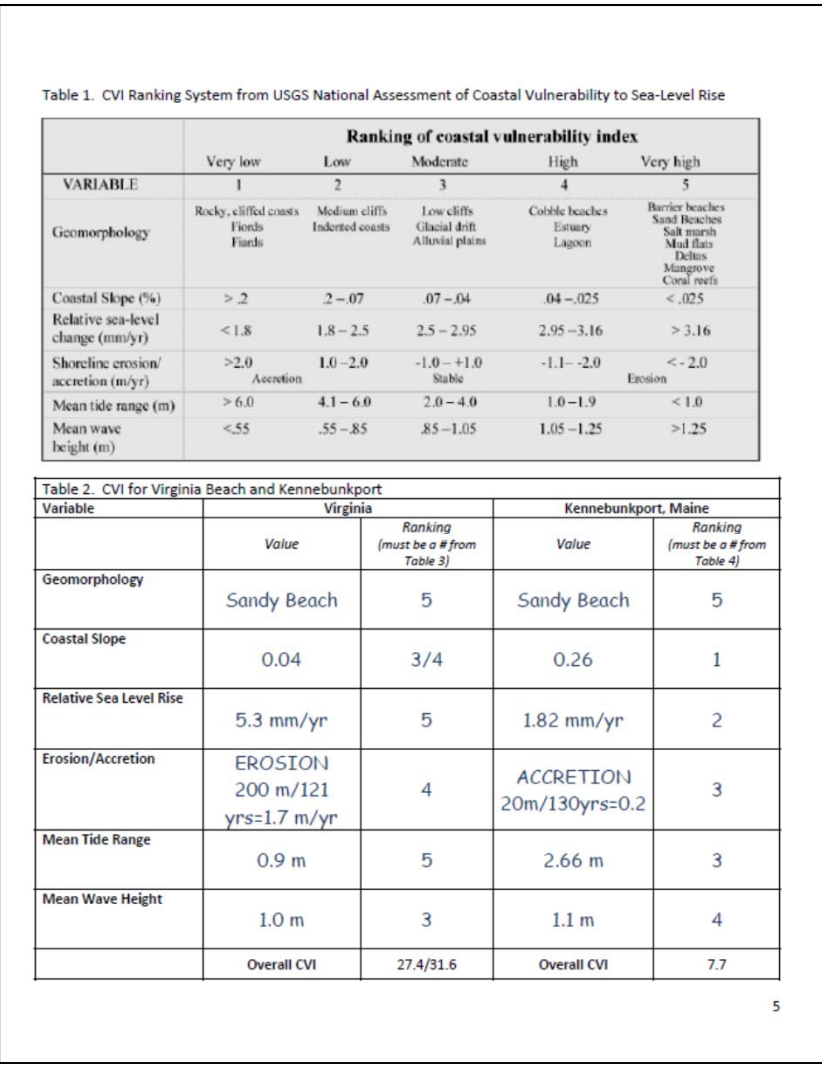 Table 1. CVI Ranking System from USGS National Assessment of Coastal Vulnerability to Sea-Level Rise
Ranking of coastal vulnerability index
Very low Low Moderate High Very high
VARIABLE 1 2 3 4 5
Geomorphology
Rocky, cliffed coasts
Fiords
Fiards
Medium cliffs
Indented coasts
Low cliffs
Glacial drift
Alluvial plains
Cobble beaches
Estuary
Lagoon
Barrier beaches
Sand Beaches
Salt marsh
Mud flats
Deltas
Mangrove
Coral reefs
Coastal Slope (%) > .2 .2 – .07 .07 – .04 .04 – .025 < .025
Relative sea-level
change (mm/yr)
< 1.8 1.8 – 2.5 2.5 – 2.95 2.95 – 3.16 > 3.16
Shoreline erosion/
accretion (m/yr)
>2.0 1.0 –2.0 -1.0 – +1.0 -1.1– -2.0 < - 2.0
Accretion Stable Erosion
Mean tide range (m) > 6.0 4.1 – 6.0 2.0 – 4.0 1.0 –1.9 < 1.0
Mean wave
height (m)
<.55 .55 –.85 .85 –1.05 1.05 –1.25 >1.25
Table 2. CVI for Virginia Beach and Kennebunkport
Variable Virginia Kennebunkport, Maine
Value
Ranking
(must be a # from
Table 3)
Value
Ranking
(must be a # from
Table 4)
Geomorphology
Sandy Beach 5 Sandy Beach 5
Coastal Slope
0.04 3/4 0.26 1
Relative Sea Level Rise
5.3 mm/yr 5 1.82 mm/yr 2
Erosion/Accretion
EROSION
200 m/121
yrs=1.7 m/yr
4
ACCRETION
20m/130yrs=0.2
3
Mean Tide Range
0.9 m 5 2.66 m 3
Mean Wave Height
1.0 m 3 1.1 m 4
Overall CVI 27.4/31.6 Overall CVI 7.7
5